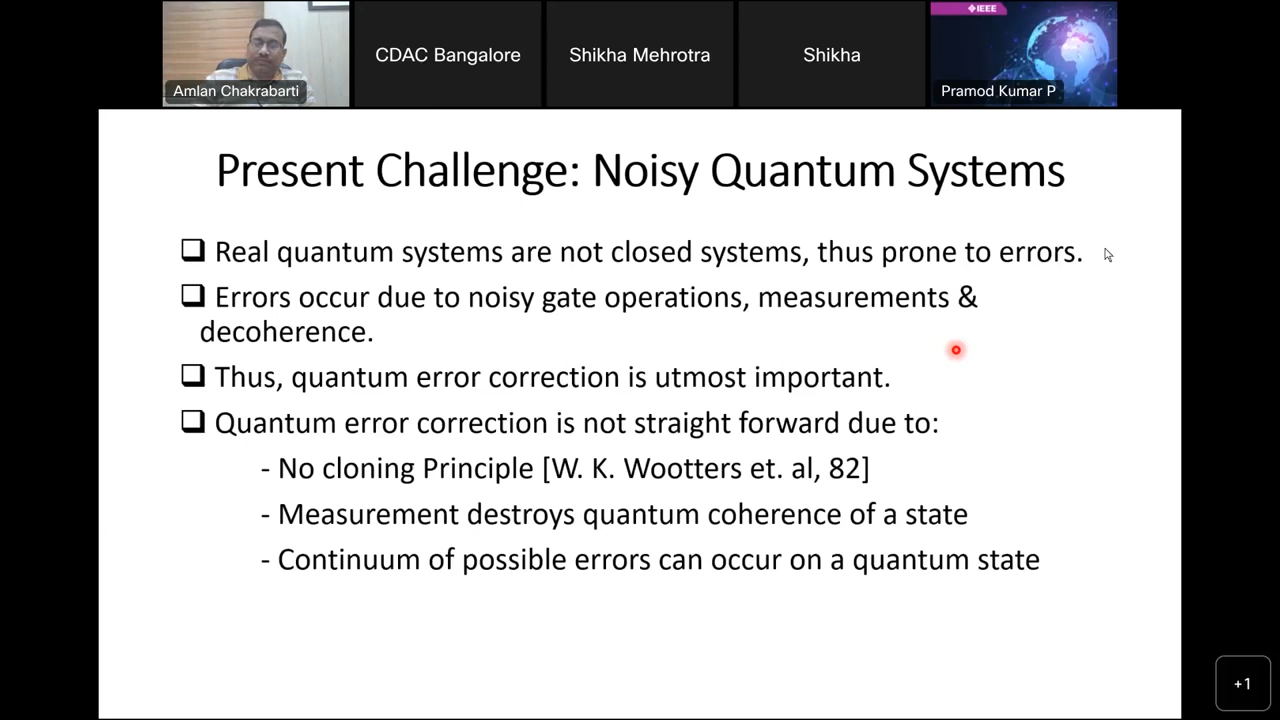 IEEE
CDAC Bangalore
Shikha Mehrotra
Shikha
Amlan Chakrabarti
Pramod Kumar P
Present Challenge: Noisy Quantum Systems
Real quantum systems are not closed systems, thus prone to errors.
Errors occur due to noisy gate operations, measurements &
decoherence.
Thus, quantum error correction is utmost important.
Quantum error correction is not straight forward due to:
- No cloning Principle [W. K. Wootters et. al, 82]
- Measurement destroys quantum coherence of a state
- Continuum of possible errors can occur on a quantum state
+1